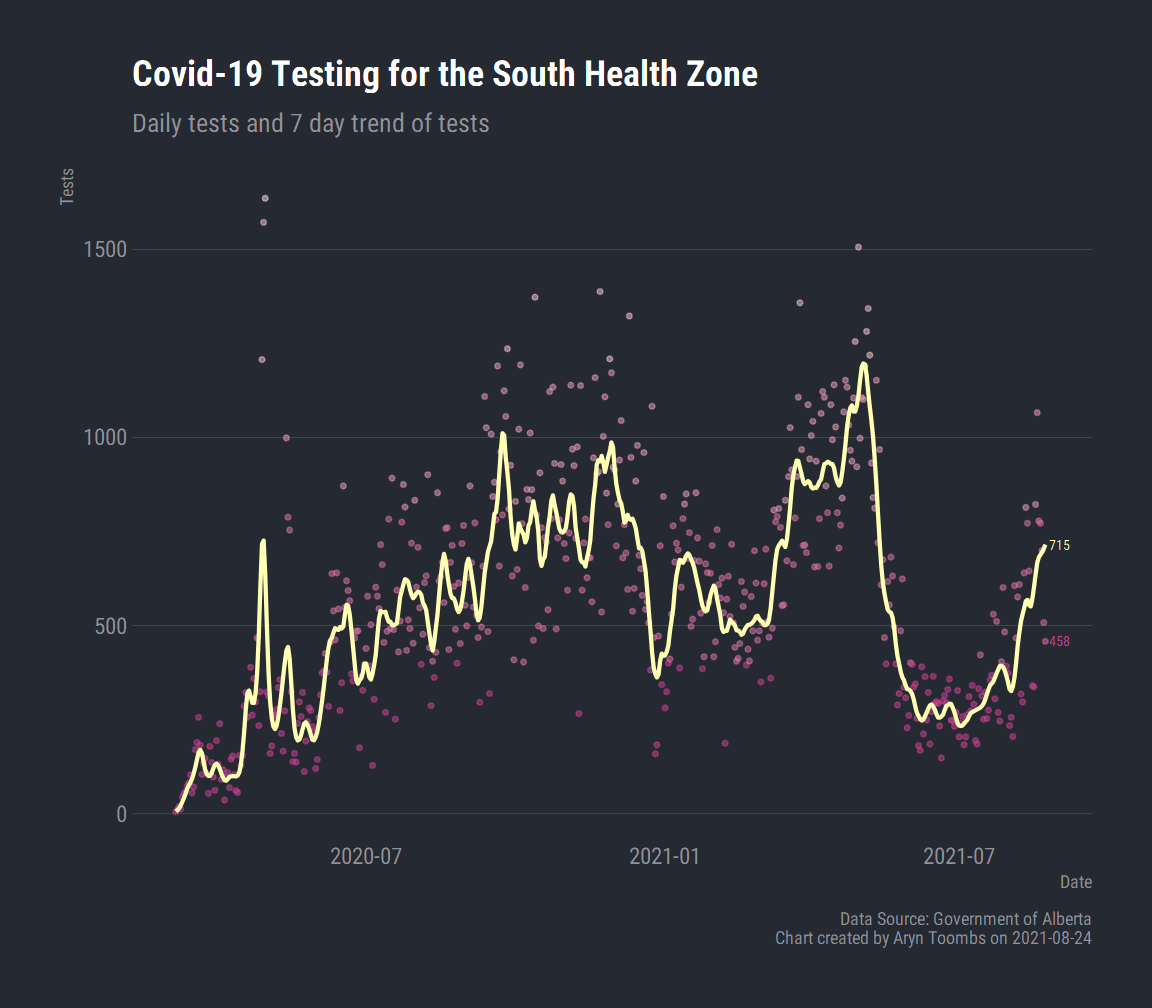 Covid-19 Testing for the South Health Zone
Daily tests and 7 day trend of tests
Tests
1500
1000
500
0
715
458
2020-07
2021-01
2021-07
Date
Data Source: Government of Alberta
Chart created by Aryn Toombs on 2021-08-24